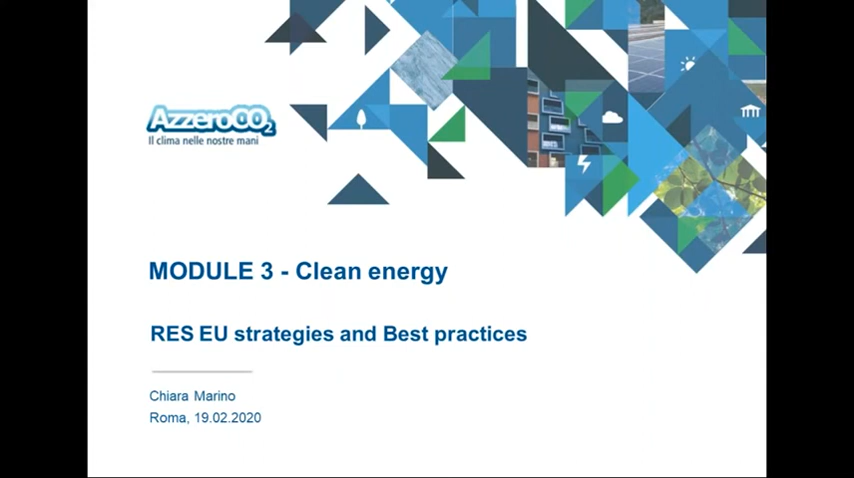 AzzeroCO2
Il clima nelle nostre mani
MODULE 3 - Clean energy
RES EU strategies and Best practices
Chiara Marino
Roma, 19.02.2020